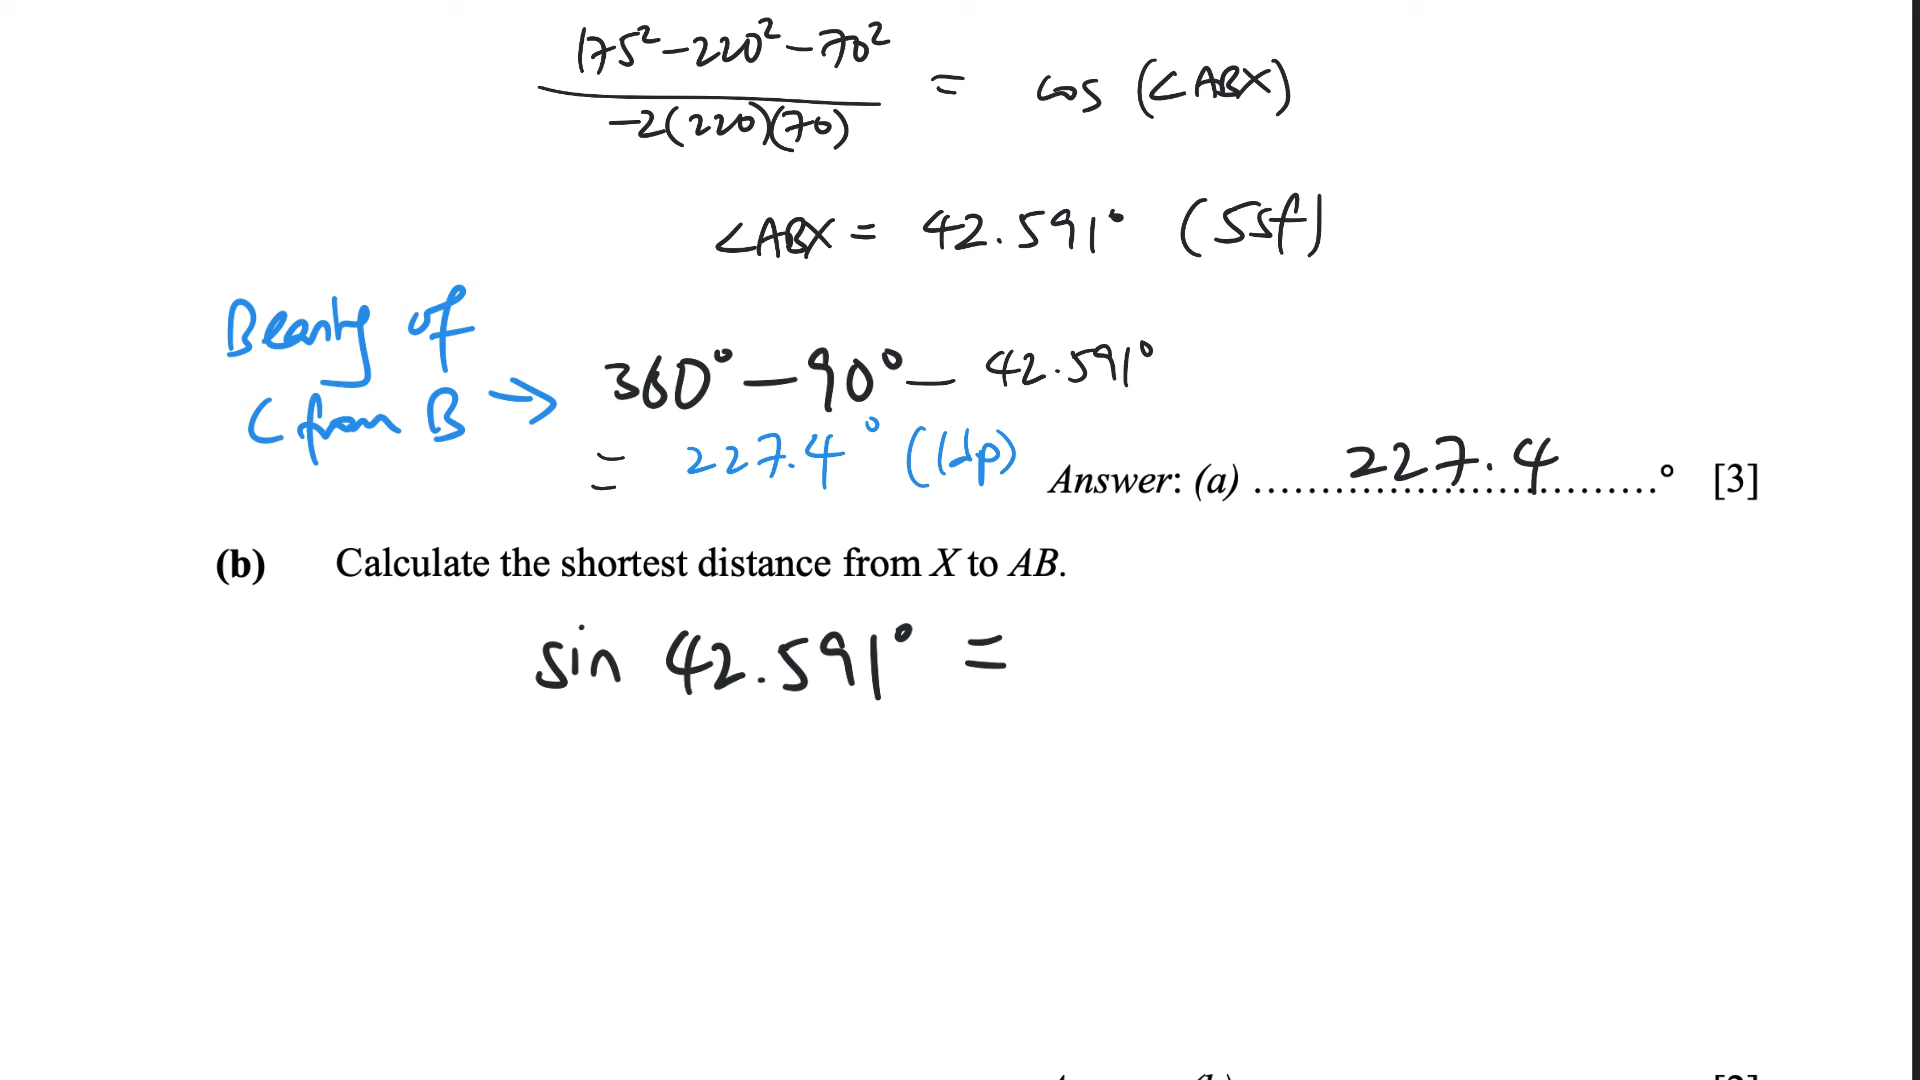 175² − 220² − 70²
−2(220)(70)
= cos (∠ABX)
∠ABX = 42.591° (5sf)
Bearing of
C from B →
360° − 90° − 42.591°
= 227.4° (1dp)
Answer: (a) 227.4° [3]
(b) Calculate the shortest distance from X to AB.
sin 42.591° =